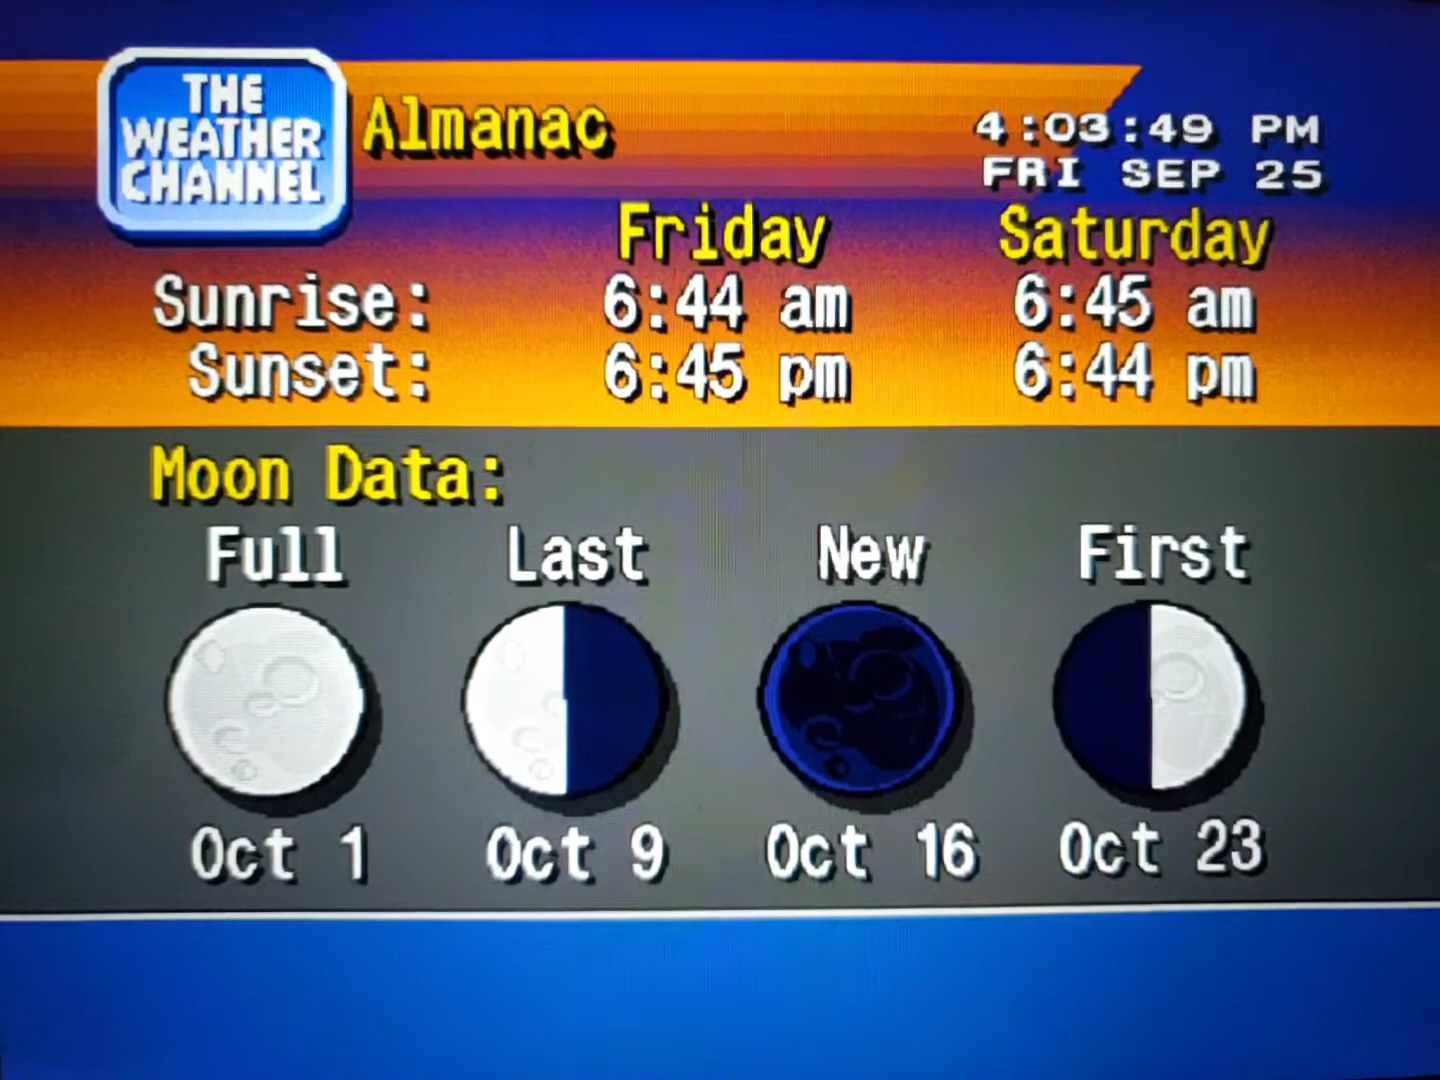 THE
WEATHER
CHANNEL
Almanac
4:03:49 PM
FRI SEP 25
Friday Saturday
Sunrise: 6:44 am 6:45 am
Sunset: 6:45 pm 6:44 pm
Moon Data:
Full Last New First
Oct 1 Oct 9 Oct 16 Oct 23